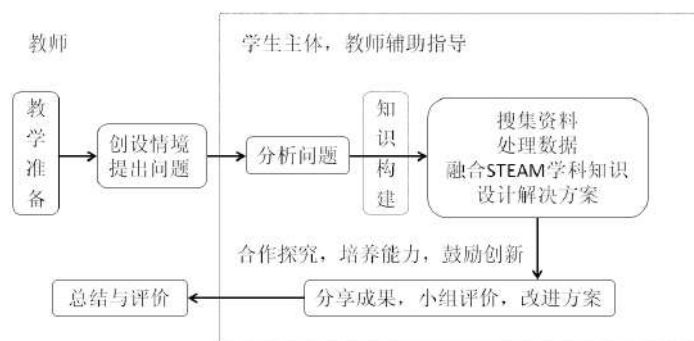 教师
学生主体，教师辅助指导
教学准备
创设情境
提出问题
分析问题
知识构建
搜集资料
处理数据
融合STEAM学科知识
设计解决方案
合作探究，培养能力，鼓励创新
总结与评价
分享成果，小组评价，改进方案